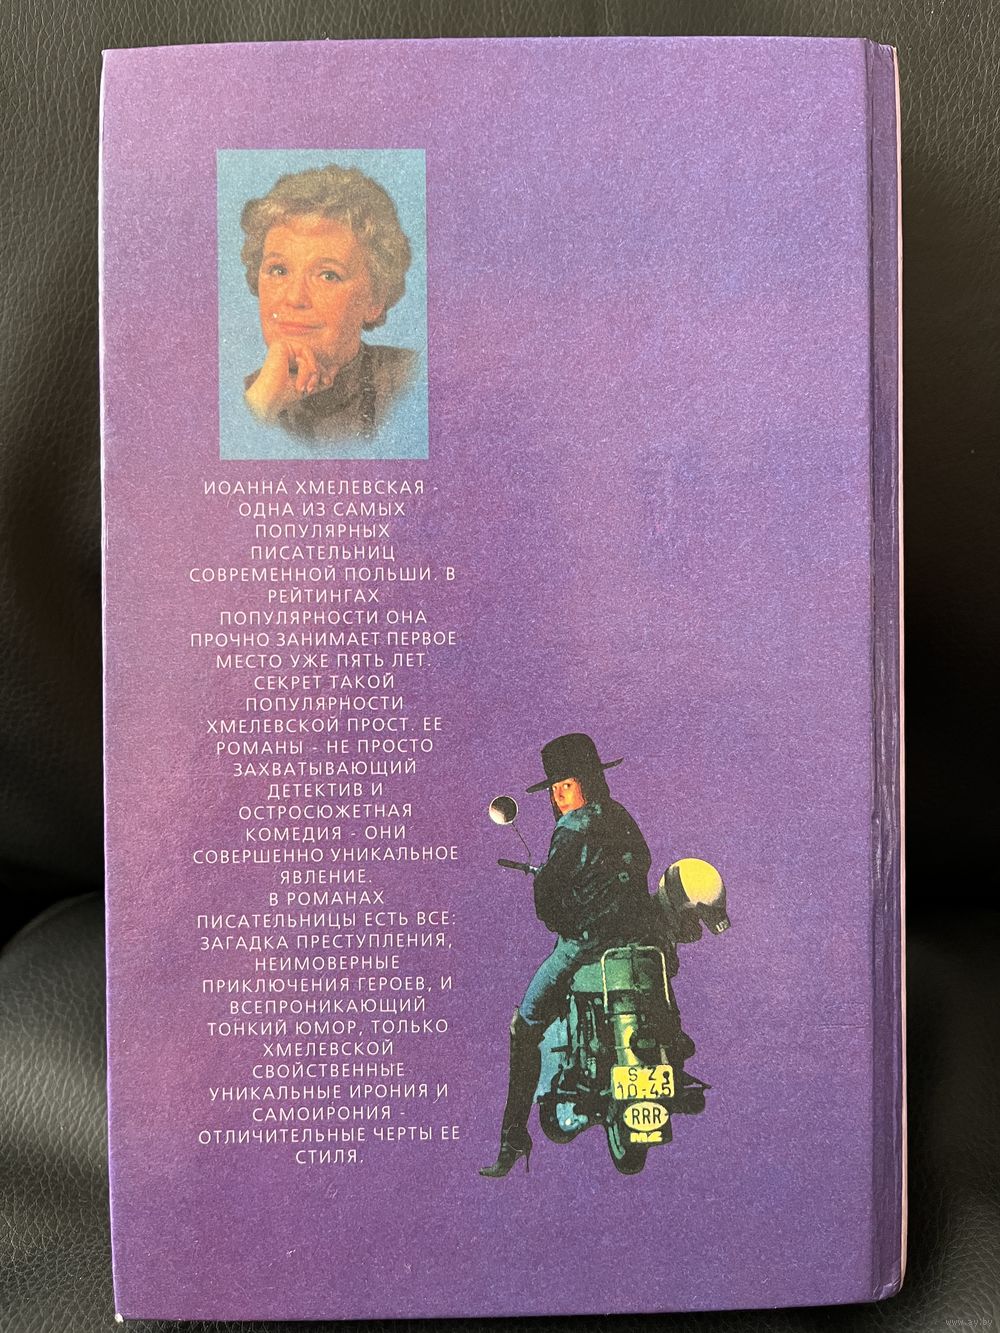 ИОАННА́ ХМЕЛЕВСКАЯ -
ОДНА ИЗ САМЫХ
ПОПУЛЯРНЫХ
ПИСАТЕЛЬНИЦ
СОВРЕМЕННОЙ ПОЛЬШИ. В
РЕЙТИНГАХ
ПОПУЛЯРНОСТИ ОНА
ПРОЧНО ЗАНИМАЕТ ПЕРВОЕ
МЕСТО УЖЕ ПЯТЬ ЛЕТ.
СЕКРЕТ ТАКОЙ
ПОПУЛЯРНОСТИ
ХМЕЛЕВСКОЙ ПРОСТ. ЕЕ
РОМАНЫ - НЕ ПРОСТО
ЗАХВАТЫВАЮЩИЙ
ДЕТЕКТИВ И
ОСТРОСЮЖЕТНАЯ
КОМЕДИЯ - ОНИ
СОВЕРШЕННО УНИКАЛЬНОЕ
ЯВЛЕНИЕ.
В РОМАНАХ
ПИСАТЕЛЬНИЦЫ ЕСТЬ ВСЕ:
ЗАГАДКА ПРЕСТУПЛЕНИЯ,
НЕИМОВЕРНЫЕ
ПРИКЛЮЧЕНИЯ ГЕРОЕВ, И
ВСЕПРОНИКАЮЩИЙ
ТОНКИЙ ЮМОР, ТОЛЬКО
ХМЕЛЕВСКОЙ
СВОЙСТВЕННЫЕ
УНИКАЛЬНЫЕ ИРОНИЯ И
САМОИРОНИЯ -
ОТЛИЧИТЕЛЬНЫЕ ЧЕРТЫ ЕЕ
СТИЛЯ.
S Z
10-45
RRR
MZ
www.ay.by